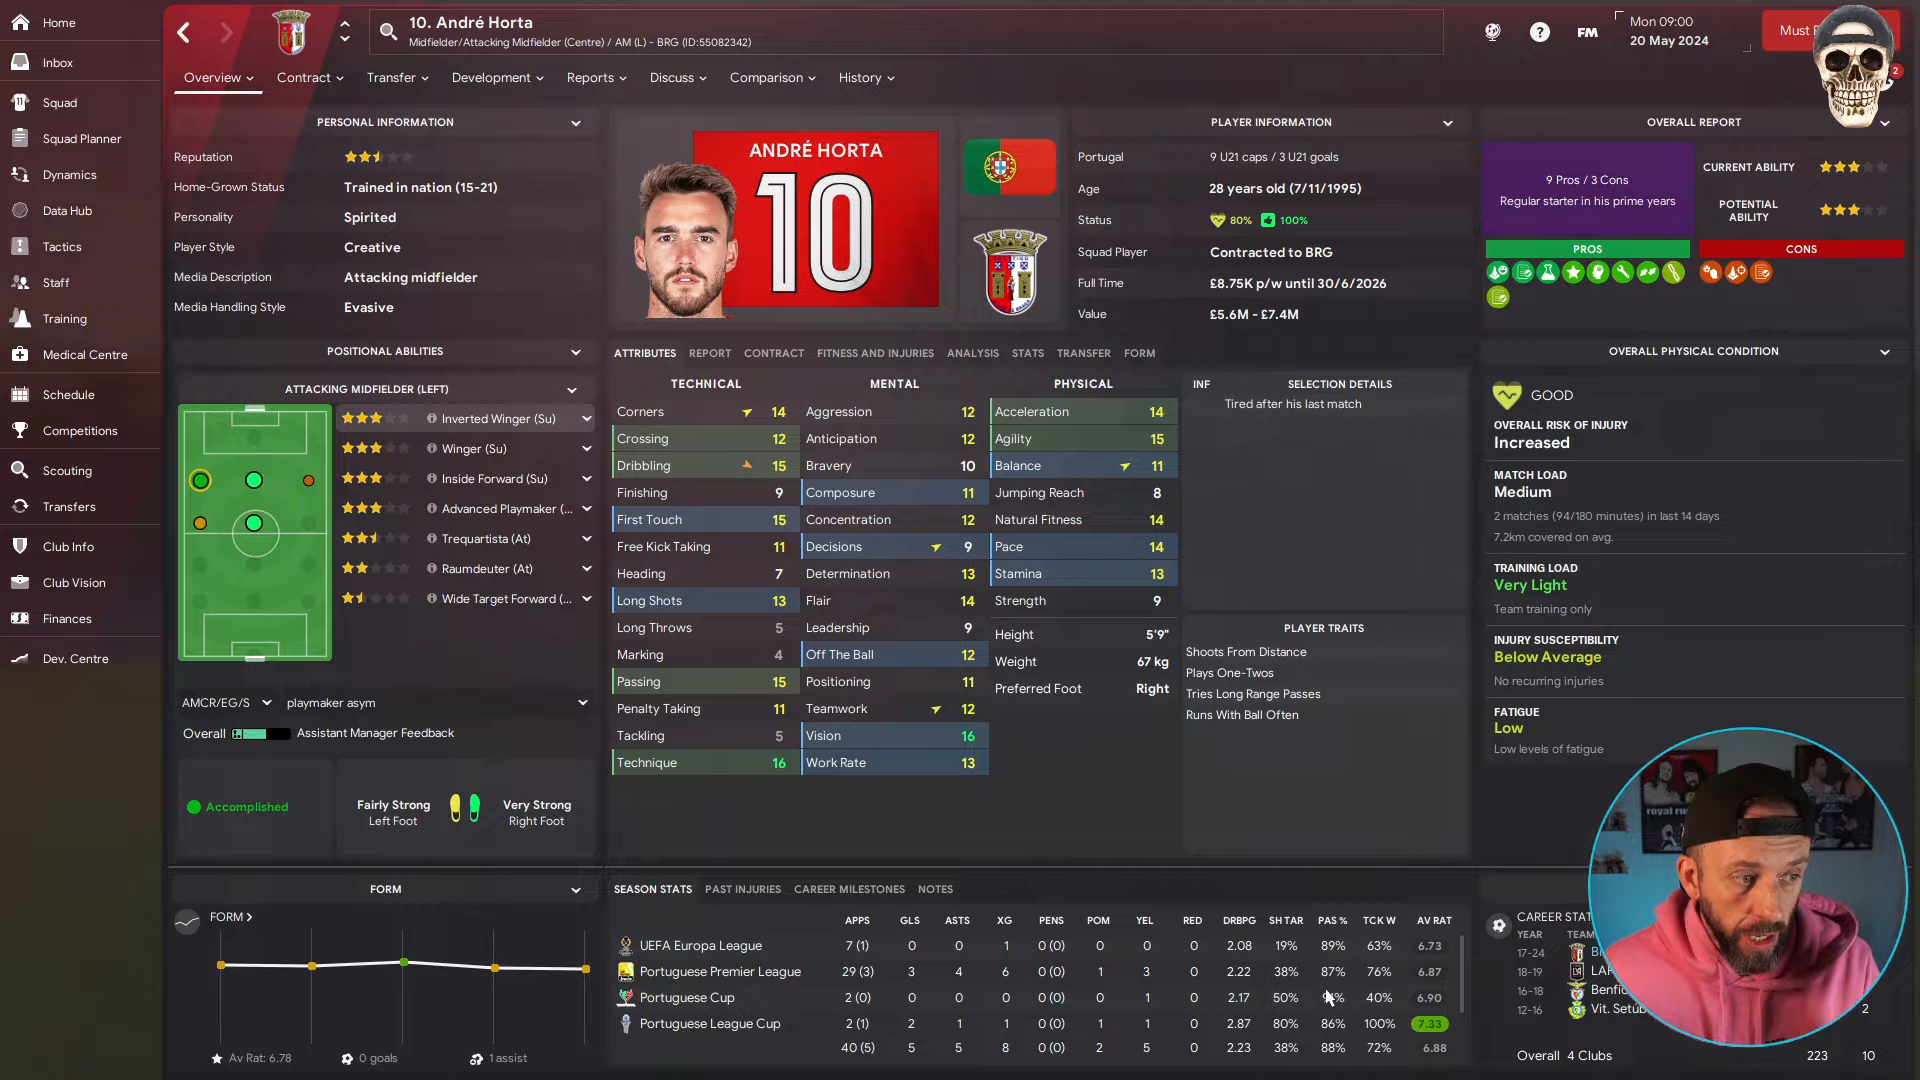 Home
Inbox
Squad
Squad Planner
Dynamics
Data Hub
Tactics
Staff
Training
Medical Centre
Schedule
Competitions
Scouting
Transfers
Club Info
Club Vision
Finances
Dev. Centre
10. André Horta
Midfielder/Attacking Midfielder (Centre) / AM (L) - BRG (ID:55082342)
FM
Mon 09:00
20 May 2024
Must
2
Overview
Contract
Transfer
Development
Reports
Discuss
Comparison
History
PERSONAL INFORMATION
Reputation
Home-Grown Status Trained in nation (15-21)
Personality Spirited
Player Style Creative
Media Description Attacking midfielder
Media Handling Style Evasive
ANDRÉ HORTA
10
PLAYER INFORMATION
Portugal 9 U21 caps / 3 U21 goals
Age 28 years old (7/11/1995)
Status 80% 100%
Squad Player Contracted to BRG
Full Time £8.75K p/w until 30/6/2026
Value £5.6M - £7.4M
OVERALL REPORT
9 Pros / 3 Cons
Regular starter in his prime years
CURRENT ABILITY
POTENTIAL ABILITY
PROS
CONS
POSITIONAL ABILITIES
ATTACKING MIDFIELDER (LEFT)
Inverted Winger (Su)
Winger (Su)
Inside Forward (Su)
Advanced Playmaker (...
Trequartista (At)
Raumdeuter (At)
Wide Target Forward (...
AMCR/EG/S playmaker asym
Overall Assistant Manager Feedback
Accomplished
Fairly Strong
Left Foot
Very Strong
Right Foot
ATTRIBUTES REPORT CONTRACT FITNESS AND INJURIES ANALYSIS STATS TRANSFER FORM
TECHNICAL
Corners 14
Crossing 12
Dribbling 15
Finishing 9
First Touch 15
Free Kick Taking 11
Heading 7
Long Shots 13
Long Throws 5
Marking 4
Passing 15
Penalty Taking 11
Tackling 5
Technique 16
MENTAL
Aggression 12
Anticipation 12
Bravery 10
Composure 11
Concentration 12
Decisions 9
Determination 13
Flair 14
Leadership 9
Off The Ball 12
Positioning 11
Teamwork 12
Vision 16
Work Rate 13
PHYSICAL
Acceleration 14
Agility 15
Balance 11
Jumping Reach 8
Natural Fitness 14
Pace 14
Stamina 13
Strength 9
Height 5'9"
Weight 67 kg
Preferred Foot Right
INF SELECTION DETAILS
Tired after his last match
PLAYER TRAITS
Shoots From Distance
Plays One-Twos
Tries Long Range Passes
Runs With Ball Often
OVERALL PHYSICAL CONDITION
GOOD
OVERALL RISK OF INJURY
Increased
MATCH LOAD
Medium
2 matches (94/180 minutes) in last 14 days
7.2km covered on avg.
TRAINING LOAD
Very Light
Team training only
INJURY SUSCEPTIBILITY
Below Average
No recurring injuries
FATIGUE
Low
Low levels of fatigue
royal
FORM
FORM
Av Rat: 6.78
0 goals
1 assist
SEASON STATS PAST INJURIES CAREER MILESTONES NOTES
APPS GLS ASTS XG PENS POM YEL RED DRBPG SH TAR PAS % TCK W AV RAT
UEFA Europa League 7 (1) 0 0 1 0 (0) 0 0 0 2.08 19% 89% 63% 6.73
Portuguese Premier League 29 (3) 3 4 6 0 (0) 1 3 0 2.22 38% 87% 76% 6.87
Portuguese Cup 2 (0) 0 0 0 0 (0) 0 1 0 2.17 50% 40% 6.90
Portuguese League Cup 2 (1) 2 1 1 0 (0) 1 1 0 2.87 80% 86% 100% 7.33
40 (5) 5 5 8 0 (0) 2 5 0 2.23 38% 88% 72% 6.88
CAREER STAT
YEAR TEAM
17-24
18-19
16-18 Benfi
12-16 Vit. Setúb 2
Overall 4 Clubs 223 10